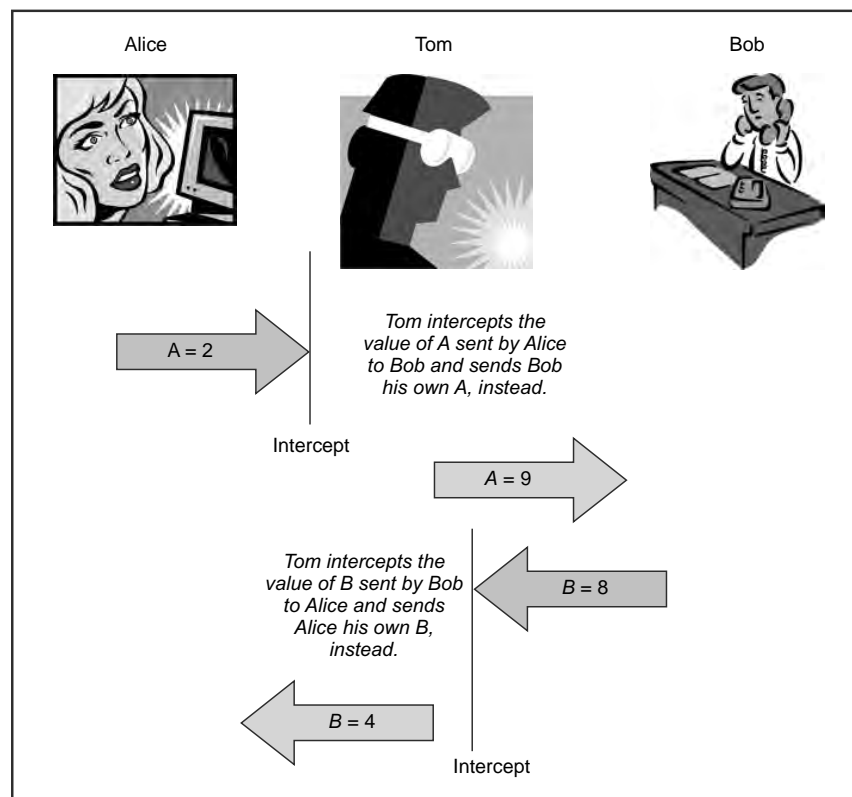 Alice Tom Bob
A = 2
Tom intercepts the
value of A sent by Alice
to Bob and sends Bob
his own A, instead.
Intercept
A = 9
Tom intercepts the
value of B sent by Bob
to Alice and sends
Alice his own B,
instead.
B = 8
B = 4
Intercept